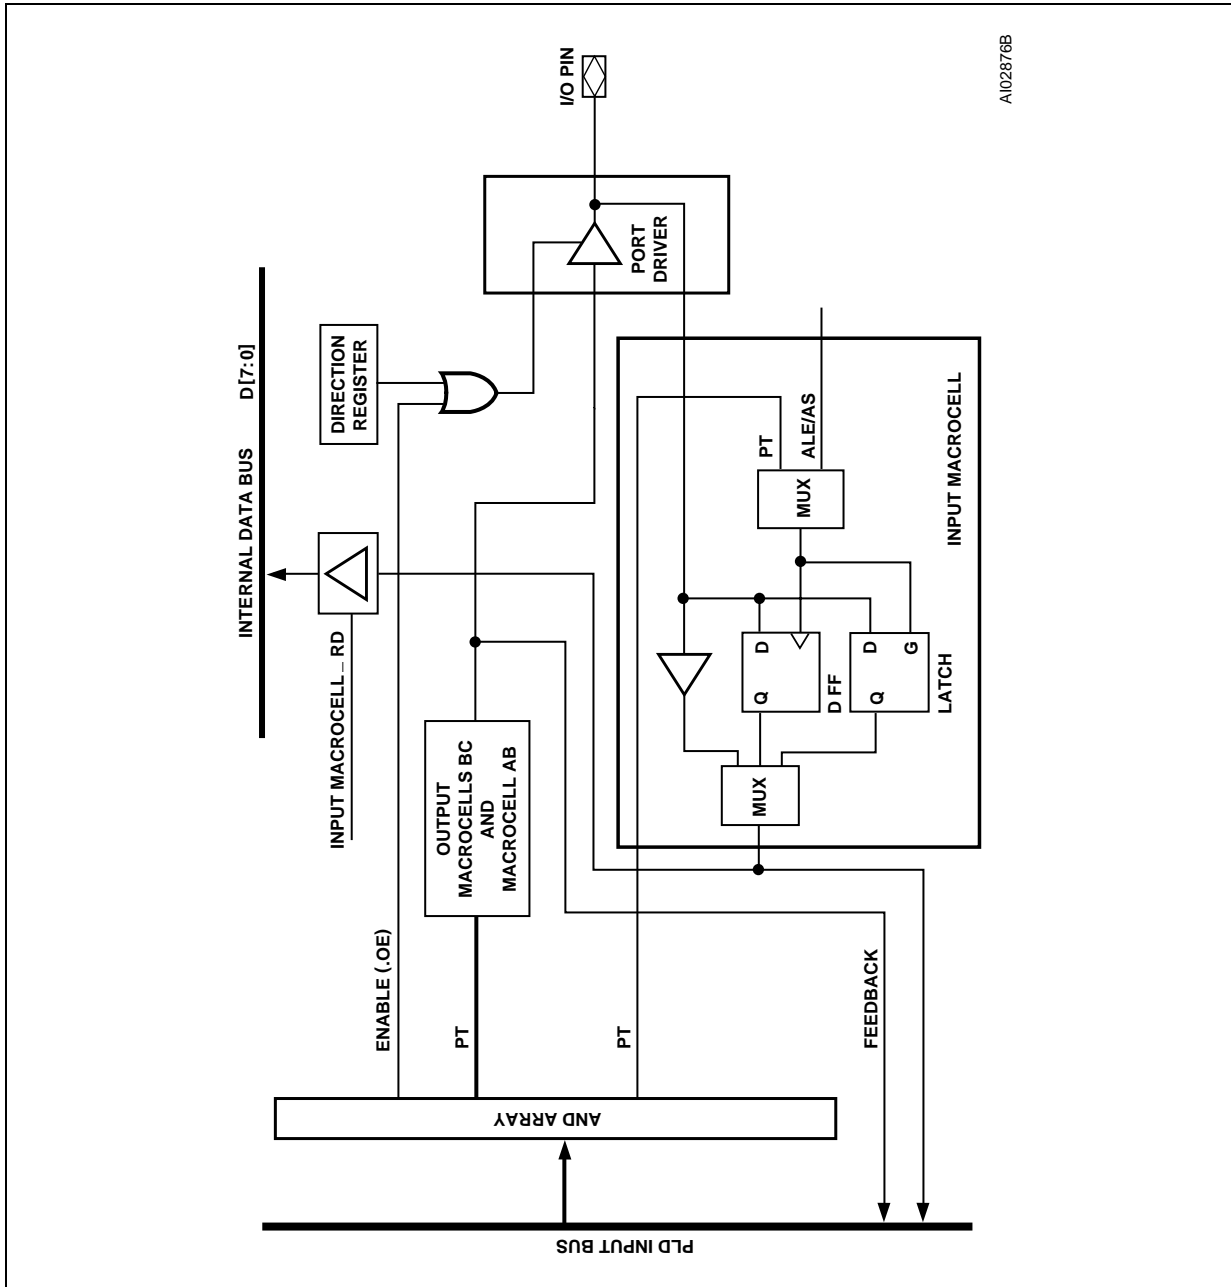 PLD INPUT BUS
AND ARRAY
ENABLE (.OE)
PT
PT
FEEDBACK
INPUT MACROCELL_ RD
INTERNAL DATA BUS
D [7:0]
DIRECTION
REGISTER
OUTPUT
MACROCELLS BC
AND
MACROCELL AB
I/O PIN
PORT
DRIVER
MUX
Q
D
D FF
Q
D
G
LATCH
MUX
PT
ALE/AS
INPUT MACROCELL
AI02876B